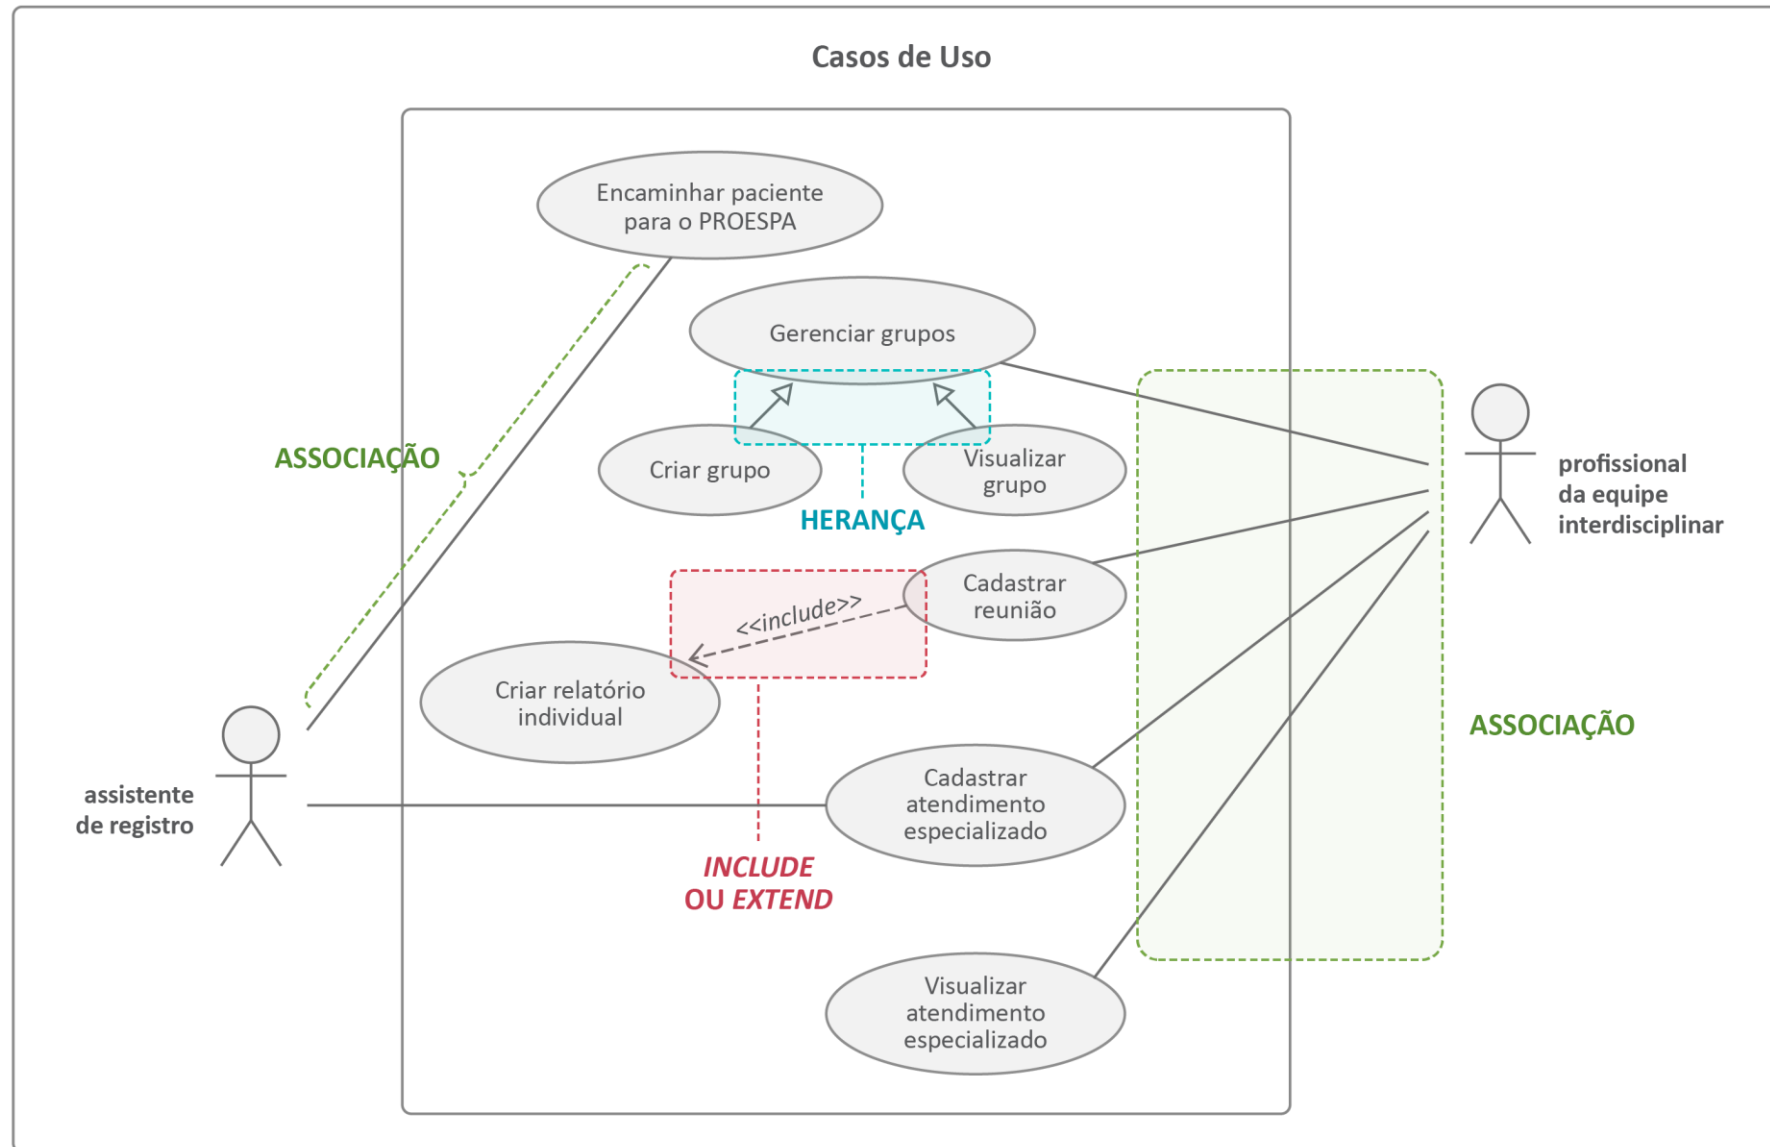 Casos de Uso
Encaminhar paciente
para o PROESPA
Gerenciar grupos
ASSOCIAÇÃO
Criar grupo
Visualizar
grupo
HERANÇA
profissional
da equipe
interdisciplinar
Cadastrar
reunião
<<include>>
Criar relatório
individual
ASSOCIAÇÃO
assistente
de registro
Cadastrar
atendimento
especializado
INCLUDE
OU EXTEND
Visualizar
atendimento
especializado